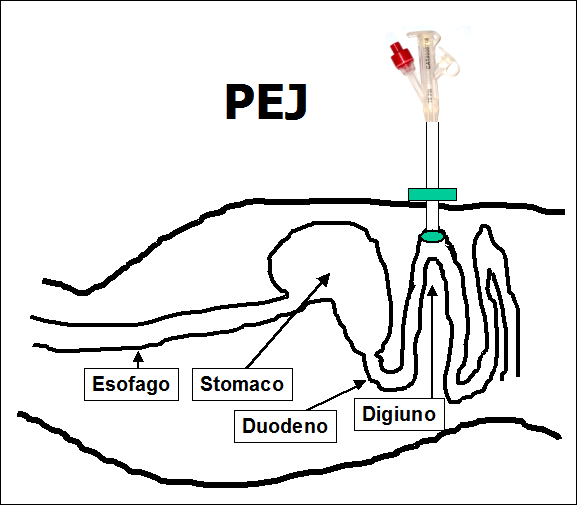 PEJ
Esofago
Stomaco
Duodeno
Digiuno